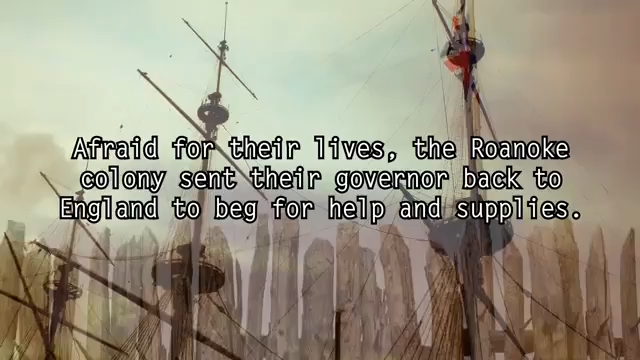 Afraid for their lives, the Roanoke
colony sent their governor back to
England to beg for help and supplies.